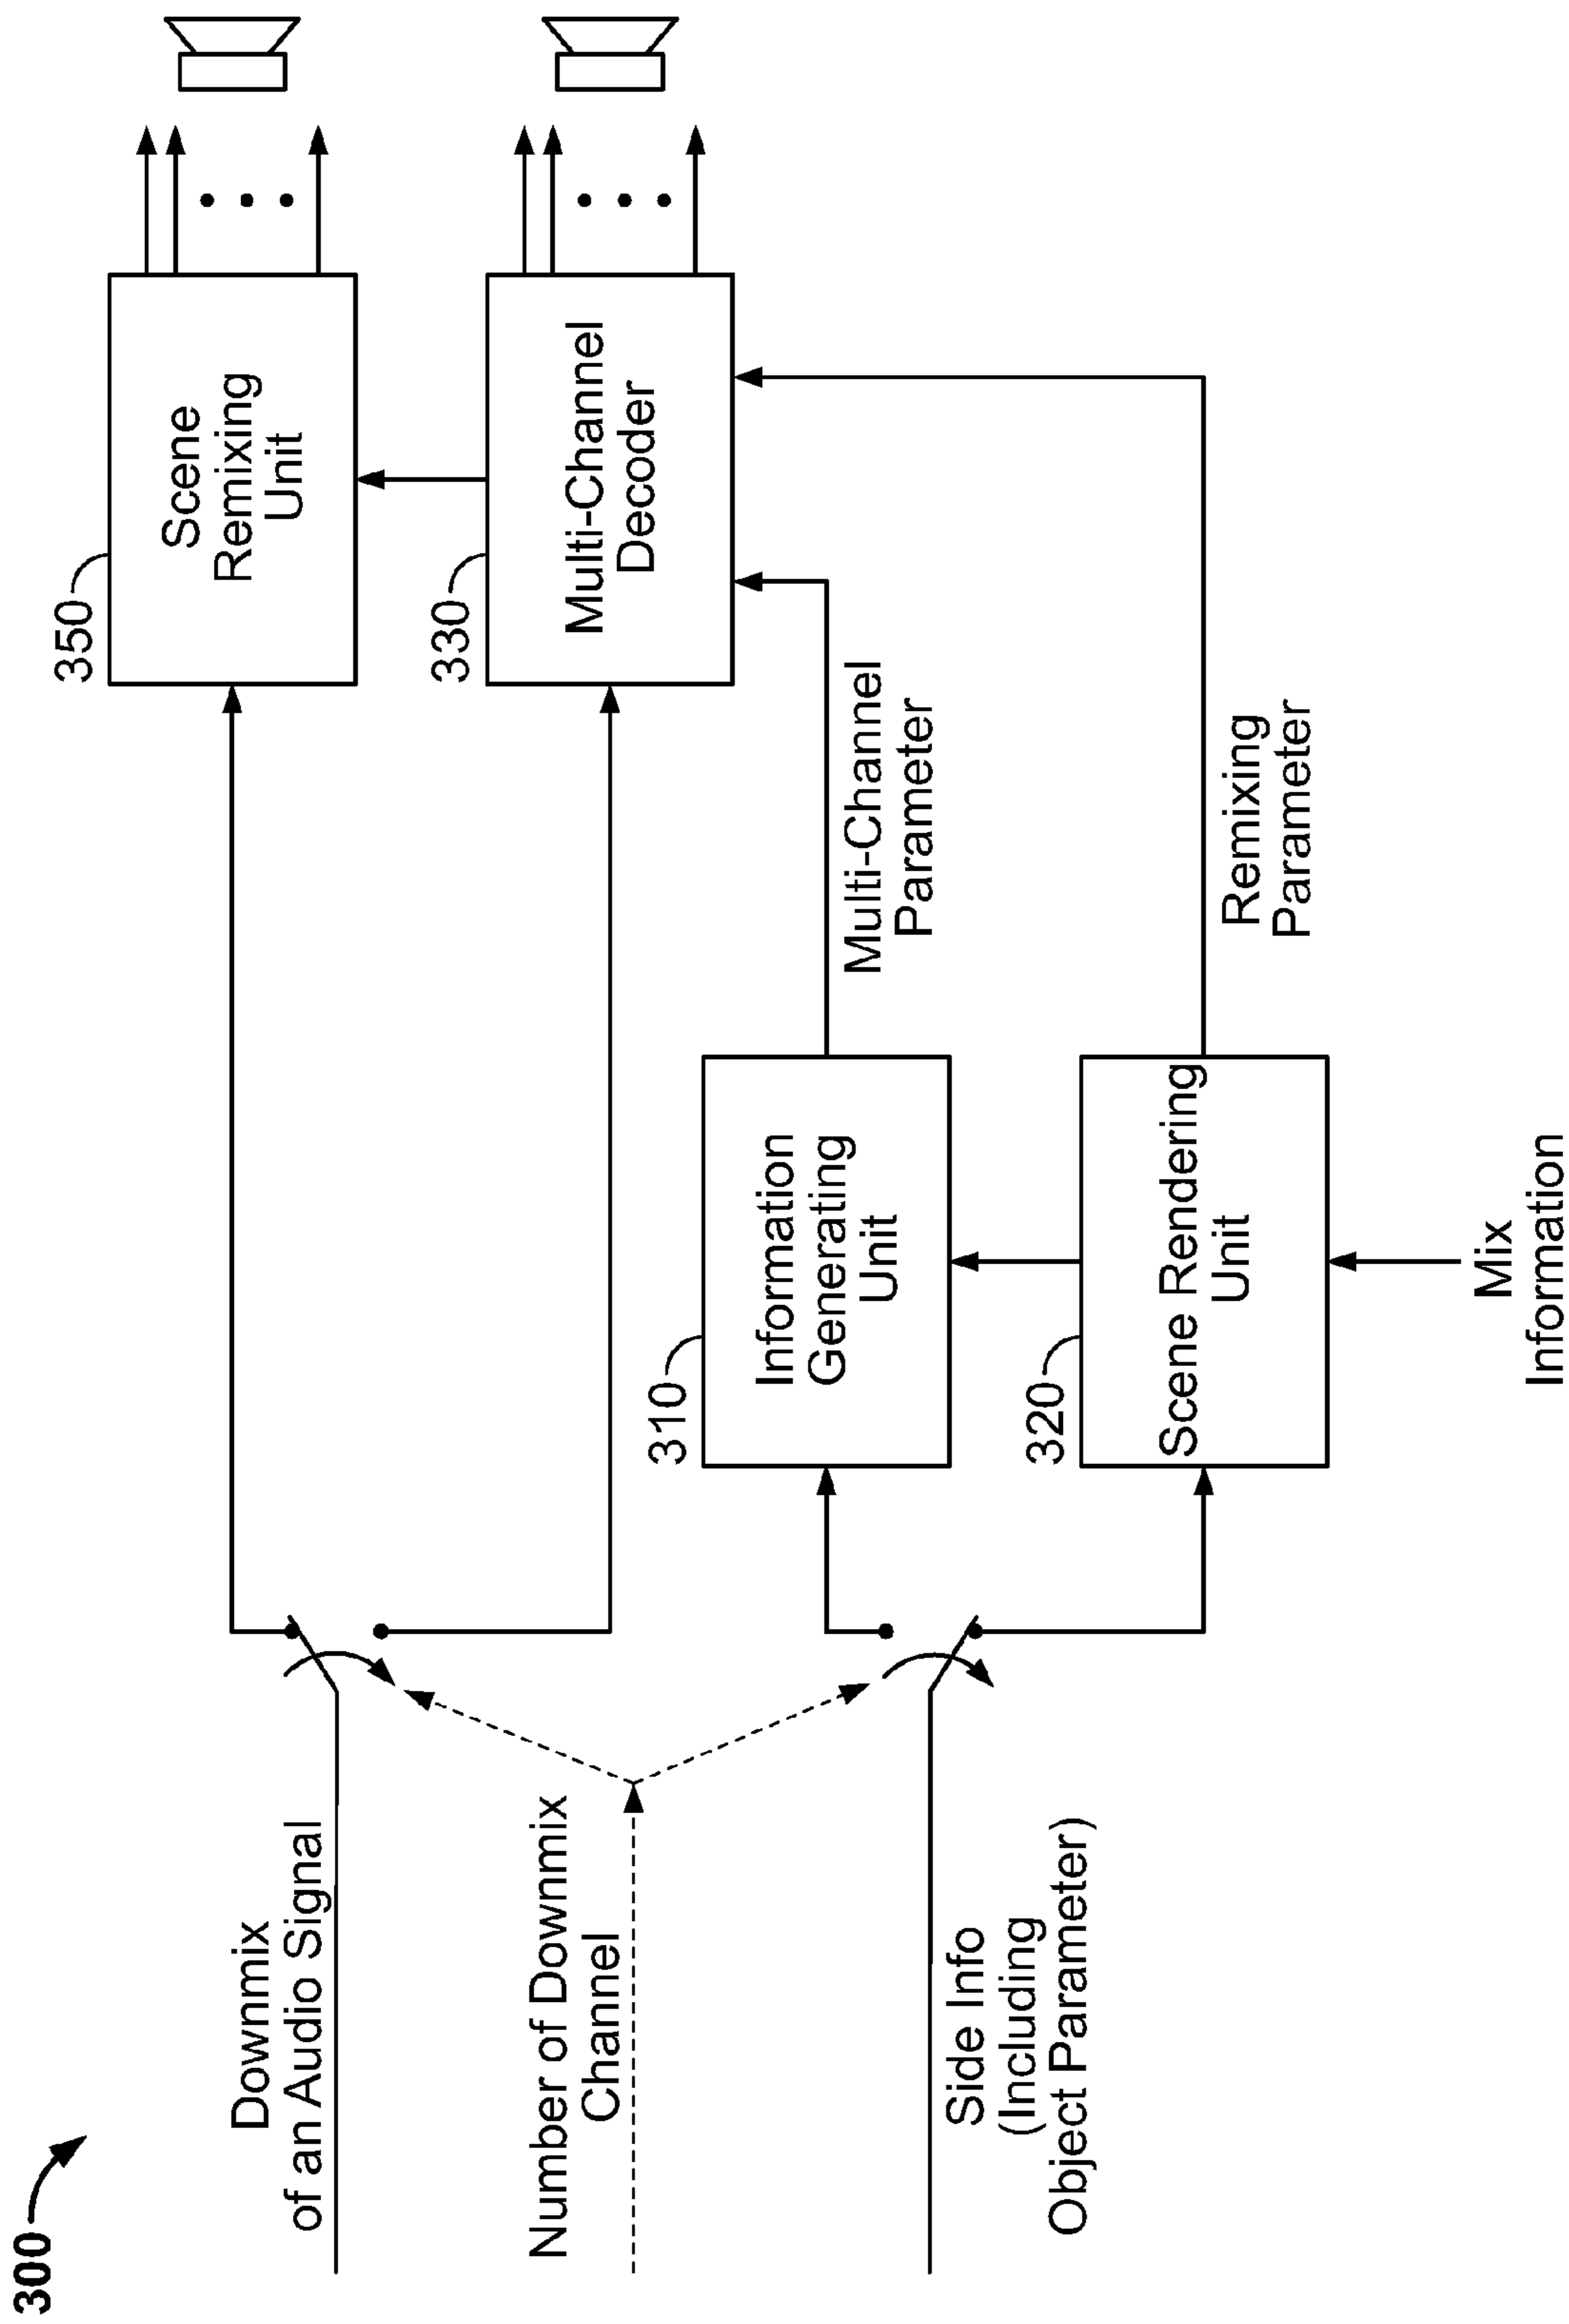 300
Downmix
of an Audio Signal
Number of Downmix
Channel
Side Info
(Including
Object Parameter)
350
Scene
Remixing
Unit
330
Multi-Channel
Decoder
310
Information
Generating
Unit
Multi-Channel
Parameter
320
Scene Rendering
Unit
Remixing
Parameter
Mix
Information